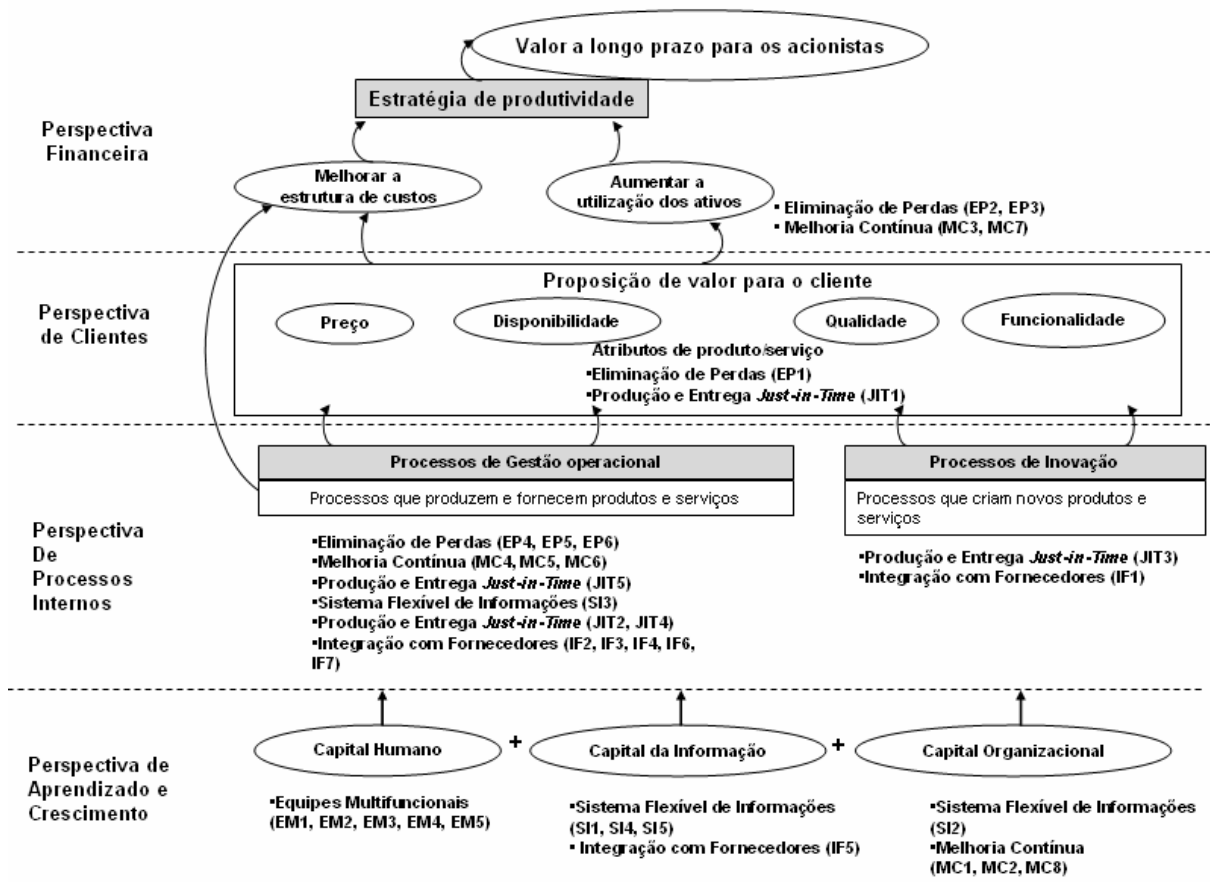 Valor a longo prazo para os acionistas
Estratégia de produtividade
Perspectiva
Financeira
Melhorar a
estrutura de custos
Aumentar a
utilização dos ativos
▪ Eliminação de Perdas (EP2, EP3)
▪ Melhoria Contínua (MC3, MC7)
Proposição de valor para o cliente
Perspectiva
de Clientes
Preço
Disponibilidade
Qualidade
Funcionalidade
Atributos de produto/serviço
▪Eliminação de Perdas (EP1)
▪Produção e Entrega Just-in-Time (JIT1)
Processos de Gestão operacional
Processos que produzem e fornecem produtos e serviços
Processos de Inovação
Processos que criam novos produtos e
serviços
Perspectiva
De
Processos
Internos
▪Eliminação de Perdas (EP4, EP5, EP6)
▪Melhoria Contínua (MC4, MC5, MC6)
▪Produção e Entrega Just-in-Time (JIT5)
▪Sistema Flexível de Informações (SI3)
▪Produção e Entrega Just-in-Time (JIT2, JIT4)
▪Integração com Fornecedores (IF2, IF3, IF4, IF6,
IF7)
▪Produção e Entrega Just-in-Time (JIT3)
▪Integração com Fornecedores (IF1)
Perspectiva de
Aprendizado e
Crescimento
Capital Humano
+
Capital da Informação
+
Capital Organizacional
▪Equipes Multifuncionais
(EM1, EM2, EM3, EM4, EM5)
▪Sistema Flexível de Informações
(SI1, SI4, SI5)
▪ Integração com Fornecedores (IF5)
▪Sistema Flexível de Informações
(SI2)
▪Melhoria Contínua
(MC1, MC2, MC8)